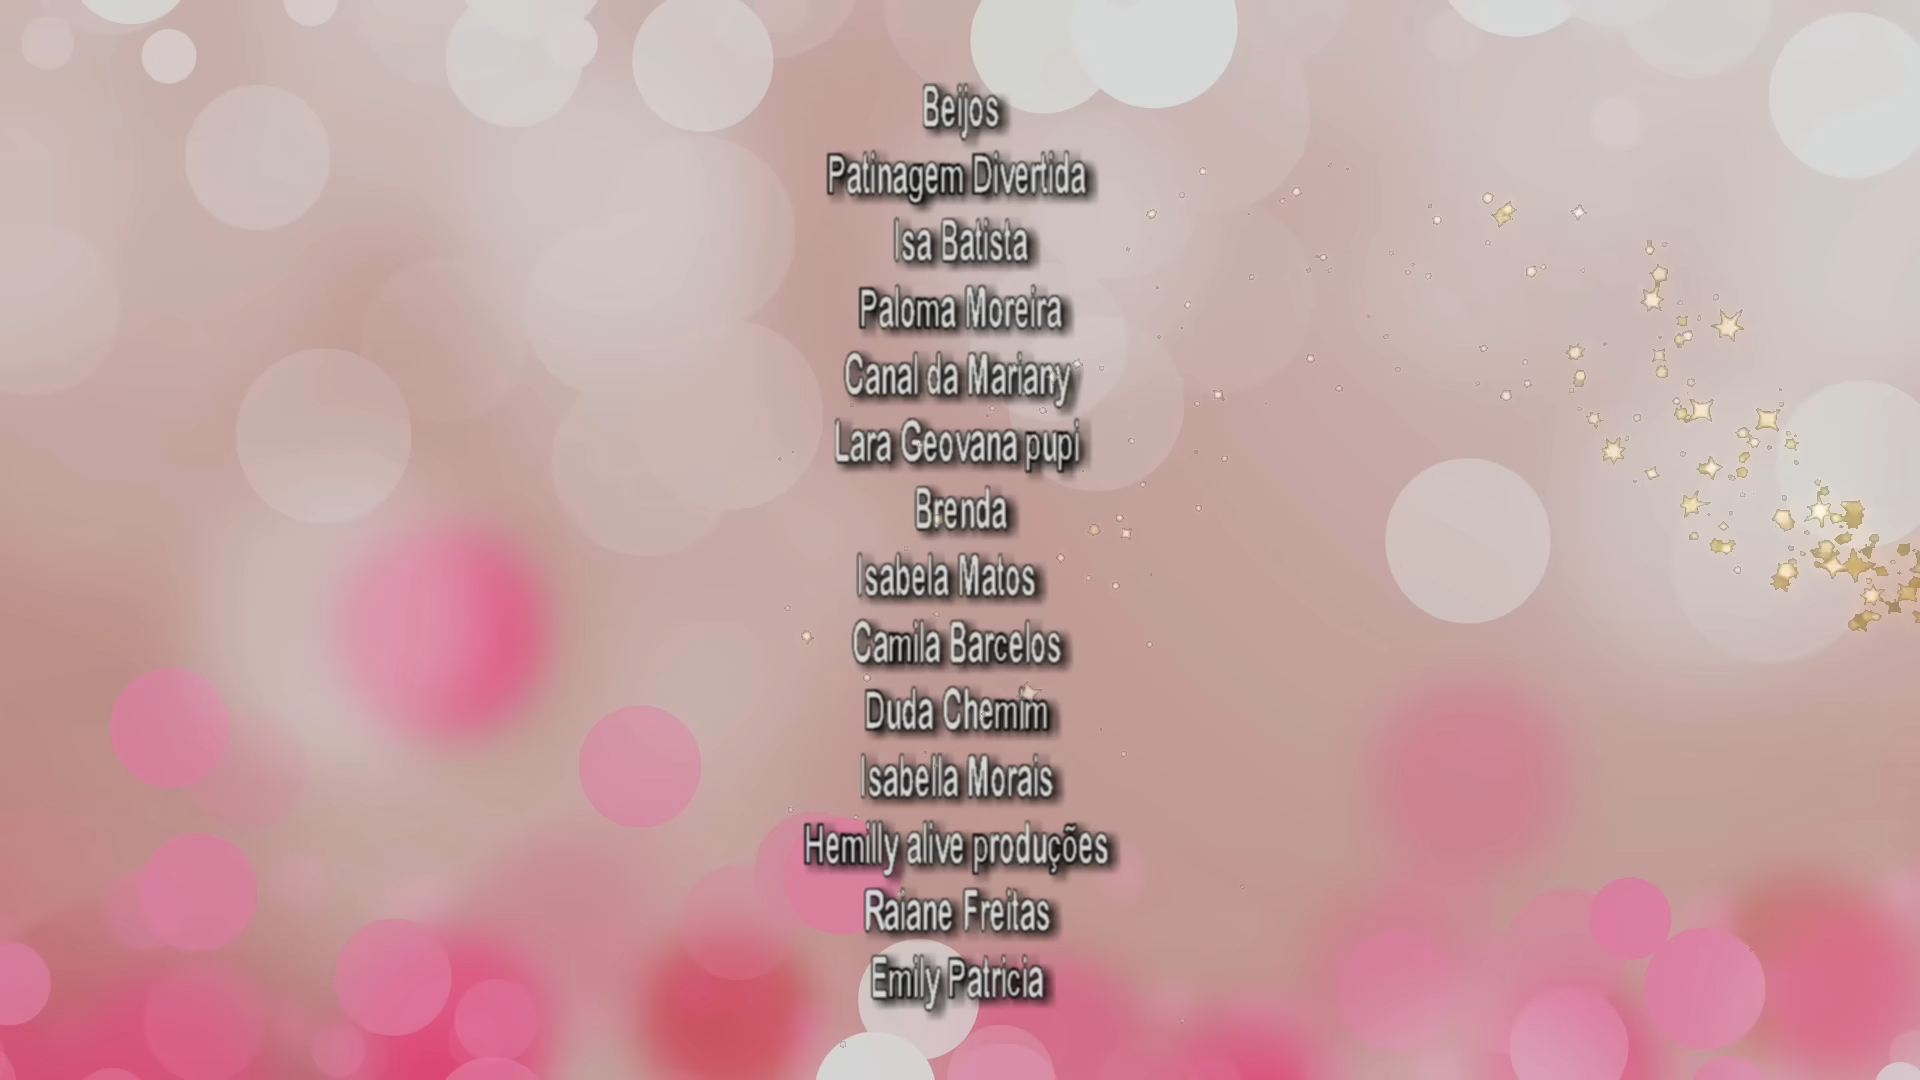 Beijos
Patinagem Divertida
Isa Batista
Paloma Moreira
Canal da Mariany
Lara Geovana pupi
Brenda
Isabela Matos
Camila Barcelos
Duda Chemim
Isabella Morais
Hemilly alive produções
Raiane Freitas
Emily Patricia